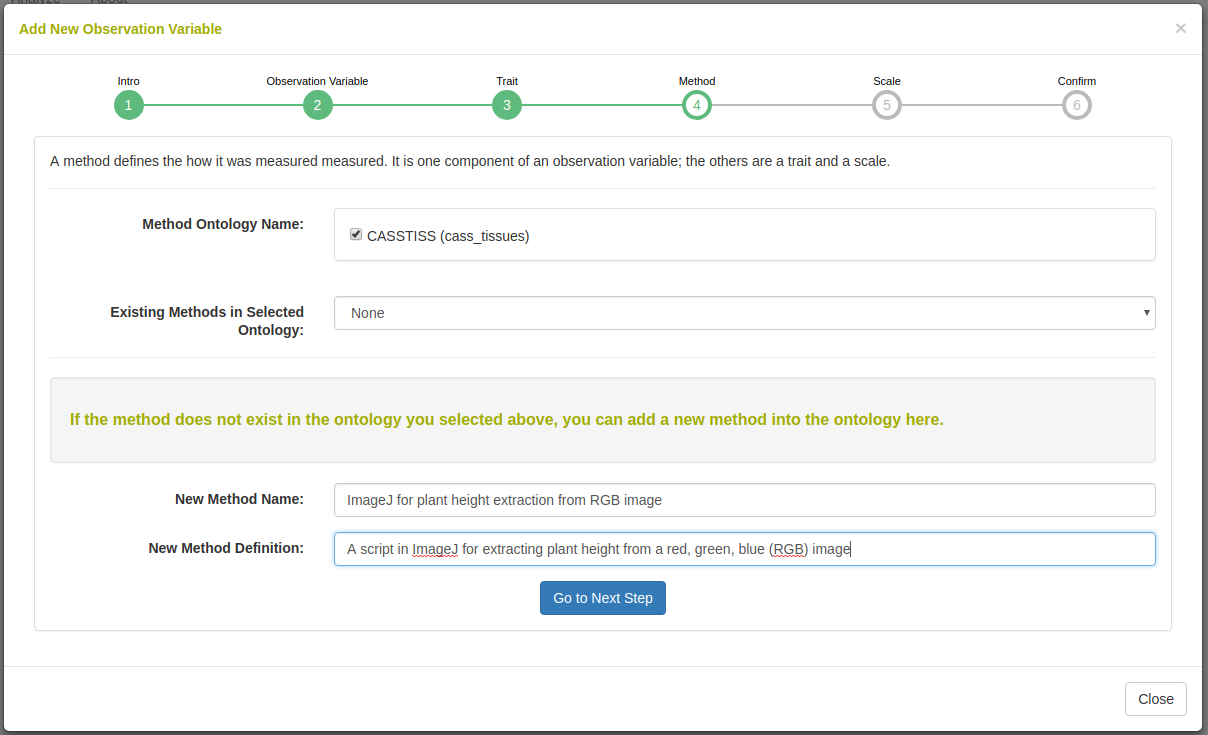 Analyze About
Add New Observation Variable ×
Intro Observation Variable Trait Method Scale Confirm
1 2 3 4 5 6
A method defines the how it was measured measured. It is one component of an observation variable; the others are a trait and a scale.
Method Ontology Name:
CASSTISS (cass_tissues)
Existing Methods in Selected
Ontology:
None
If the method does not exist in the ontology you selected above, you can add a new method into the ontology here.
New Method Name:
ImageJ for plant height extraction from RGB image
New Method Definition:
A script in ImageJ for extracting plant height from a red, green, blue (RGB) image
Go to Next Step
Close